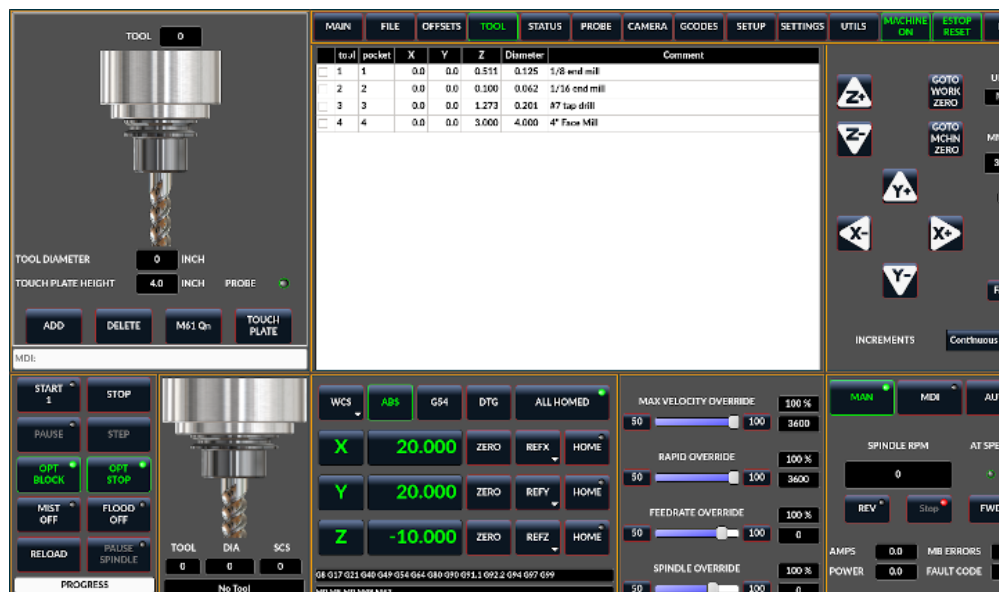 MAIN FILE OFFSETS TOOL STATUS PROBE CAMERA GCODES SETUP SETTINGS UTILS MACHINE ON ESTOP RESET
TOOL 0
tool pocket X Y Z Diameter Comment
1 1 0.0 0.0 0.511 0.125 1/8 end mill
2 2 0.0 0.0 0.100 0.062 1/16 end mill
3 3 0.0 0.0 1.273 0.201 #7 tap drill
4 4 0.0 0.0 3.000 4.000 4" Face Mill
TOOL DIAMETER 0 INCH
TOUCH PLATE HEIGHT 4.0 INCH PROBE
ADD DELETE M61 Qn TOUCH PLATE
MDI:
Z+ GOTO WORK ZERO
Z- GOTO MCHN ZERO
Y+
X- X+
Y-
INCREMENTS Continuous
START 1 STOP
PAUSE STEP
OPT BLOCK OPT STOP
MIST OFF FLOOD OFF
RELOAD PAUSE SPINDLE
PROGRESS
TOOL DIA SCS
0 0 0
No Tool
WCS ABS G54 DTG ALL HOMED
X 20.000 ZERO REFX HOME
Y 20.000 ZERO REFY HOME
Z -10.000 ZERO REFZ HOME
G8 G17 G21 G40 G49 G54 G64 G80 G90 G91.1 G92.2 G94 G97 G99
MAX VELOCITY OVERRIDE 100 %
50 100 3600
RAPID OVERRIDE 100 %
50 100 3600
FEEDRATE OVERRIDE 100 %
50 100 0
SPINDLE OVERRIDE 100 %
50 100 0
MAN MDI
SPINDLE RPM
0
REV Stop FWD
AMPS 0.0 MB ERRORS
POWER 0.0 FAULT CODE